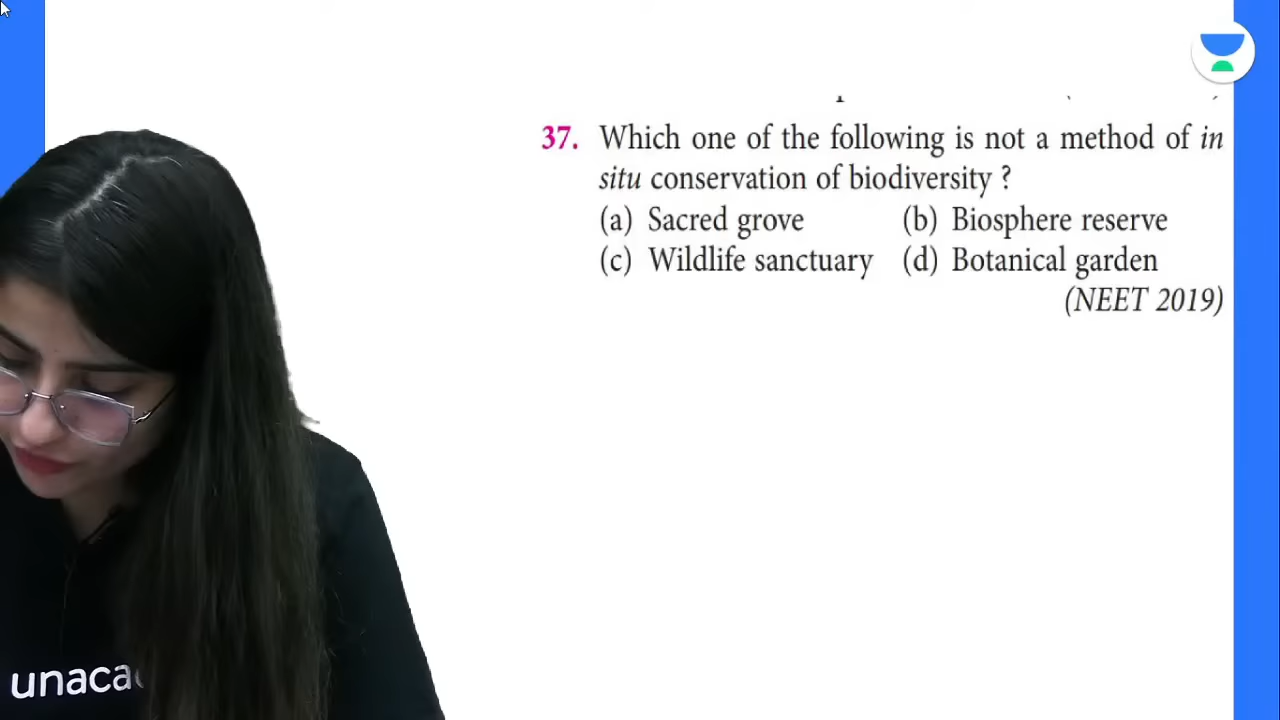 37. Which one of the following is not a method of in
situ conservation of biodiversity ?
(a) Sacred grove (b) Biosphere reserve
(c) Wildlife sanctuary (d) Botanical garden
(NEET 2019)